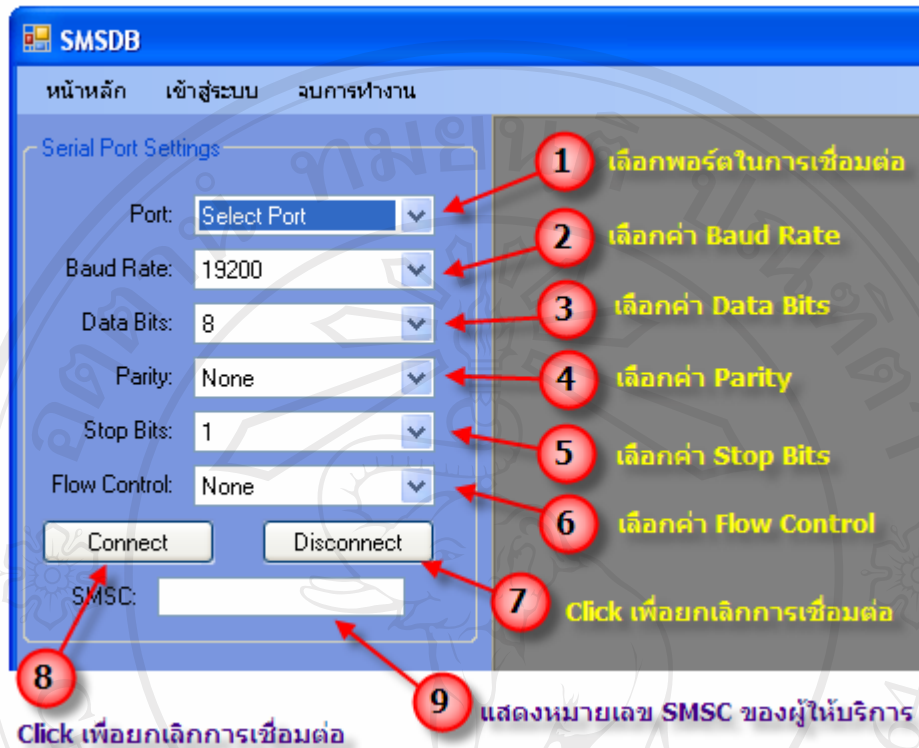 SMSDB
หน้าหลัก เข้าสู่ระบบ จบการทำงาน
Serial Port Settings
Port: Select Port
1 เลือกพอร์ตในการเชื่อมต่อ
Baud Rate: 19200
2 เลือกค่า Baud Rate
Data Bits: 8
3 เลือกค่า Data Bits
Parity: None
4 เลือกค่า Parity
Stop Bits: 1
5 เลือกค่า Stop Bits
Flow Control: None
6 เลือกค่า Flow Control
Connect Disconnect
SMSC:
7 Click เพื่อยกเลิกการเชื่อมต่อ
8 Click เพื่อยกเลิกการเชื่อมต่อ
9 แสดงหมายเลข SMSC ของผู้ให้บริการ